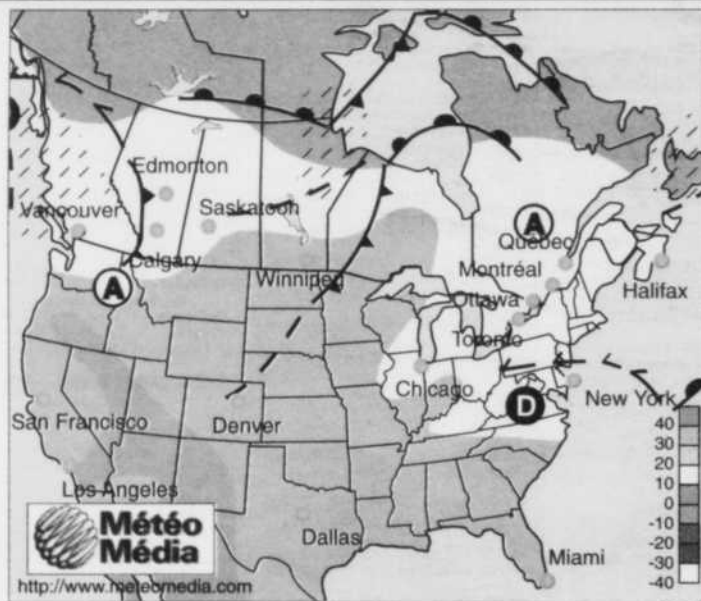 Edmonton
Vancouver
Saskatoon
Calgary
A
Québec
A
Winnipeg
Montréal
Ottawa
Halifax
Toronto
Chicago
D
New York
San Francisco
Denver
Los Angeles
Dallas
Miami
40
30
20
10
0
-10
-20
-30
-40
Météo
Média
http://www.meteomedia.com